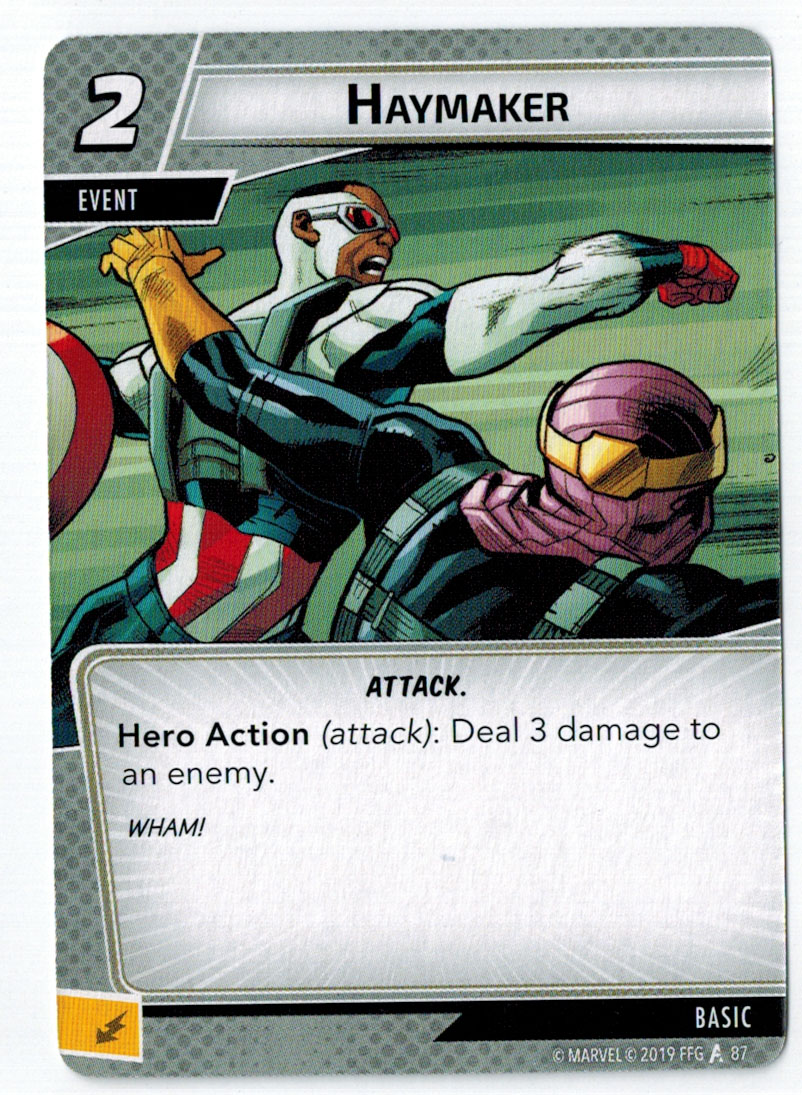 2
HAYMAKER
EVENT
ATTACK.
Hero Action (attack): Deal 3 damage to
an enemy.
WHAM!
BASIC
© MARVEL © 2019 FFG 87